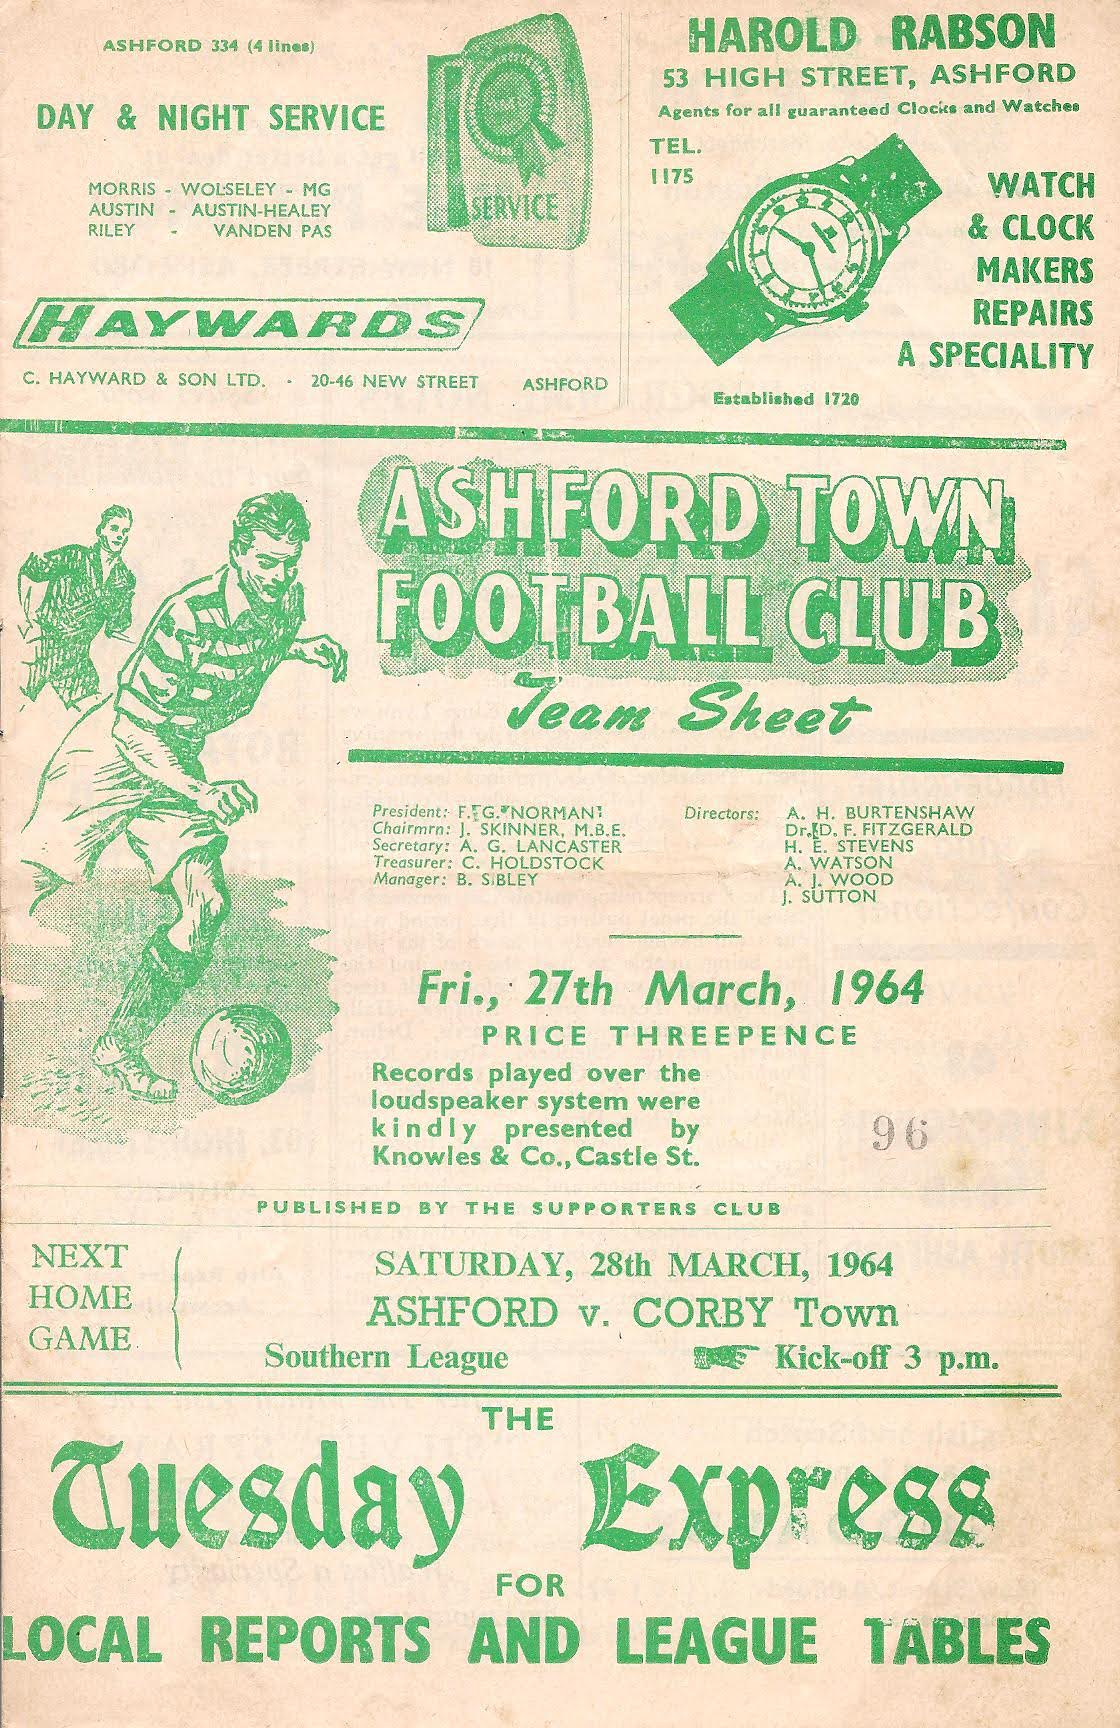 ASHFORD 334 (4 lines)
DAY & NIGHT SERVICE
MORRIS - WOLSELEY - MG
AUSTIN - AUSTIN-HEALEY
RILEY - VANDEN PAS
SERVICE
HAYWARDS
C. HAYWARD & SON LTD. · 20-46 NEW STREET ASHFORD
HAROLD RABSON
53 HIGH STREET, ASHFORD
Agents for all guaranteed Clocks and Watches
TEL.
1175
WATCH
& CLOCK
MAKERS
REPAIRS
A SPECIALITY
Established 1720
ASHFORD TOWN
FOOTBALL CLUB
Team Sheet
President: F. G. NORMAN
Chairmrn: J. SKINNER, M.B.E.
Secretary: A. G. LANCASTER
Treasurer: C. HOLDSTOCK
Manager: B. SIBLEY
Directors: A. H. BURTENSHAW
Dr. D. F. FITZGERALD
H. E. STEVENS
A. WATSON
A. J. WOOD
J. SUTTON
Fri., 27th March, 1964
PRICE THREEPENCE
Records played over the
loudspeaker system were
kindly presented by
Knowles & Co., Castle St.
96
PUBLISHED BY THE SUPPORTERS CLUB
NEXT
HOME
GAME
SATURDAY, 28th MARCH, 1964
ASHFORD v. CORBY Town
Southern League Kick-off 3 p.m.
THE
Tuesday Express
FOR
LOCAL REPORTS AND LEAGUE TABLES